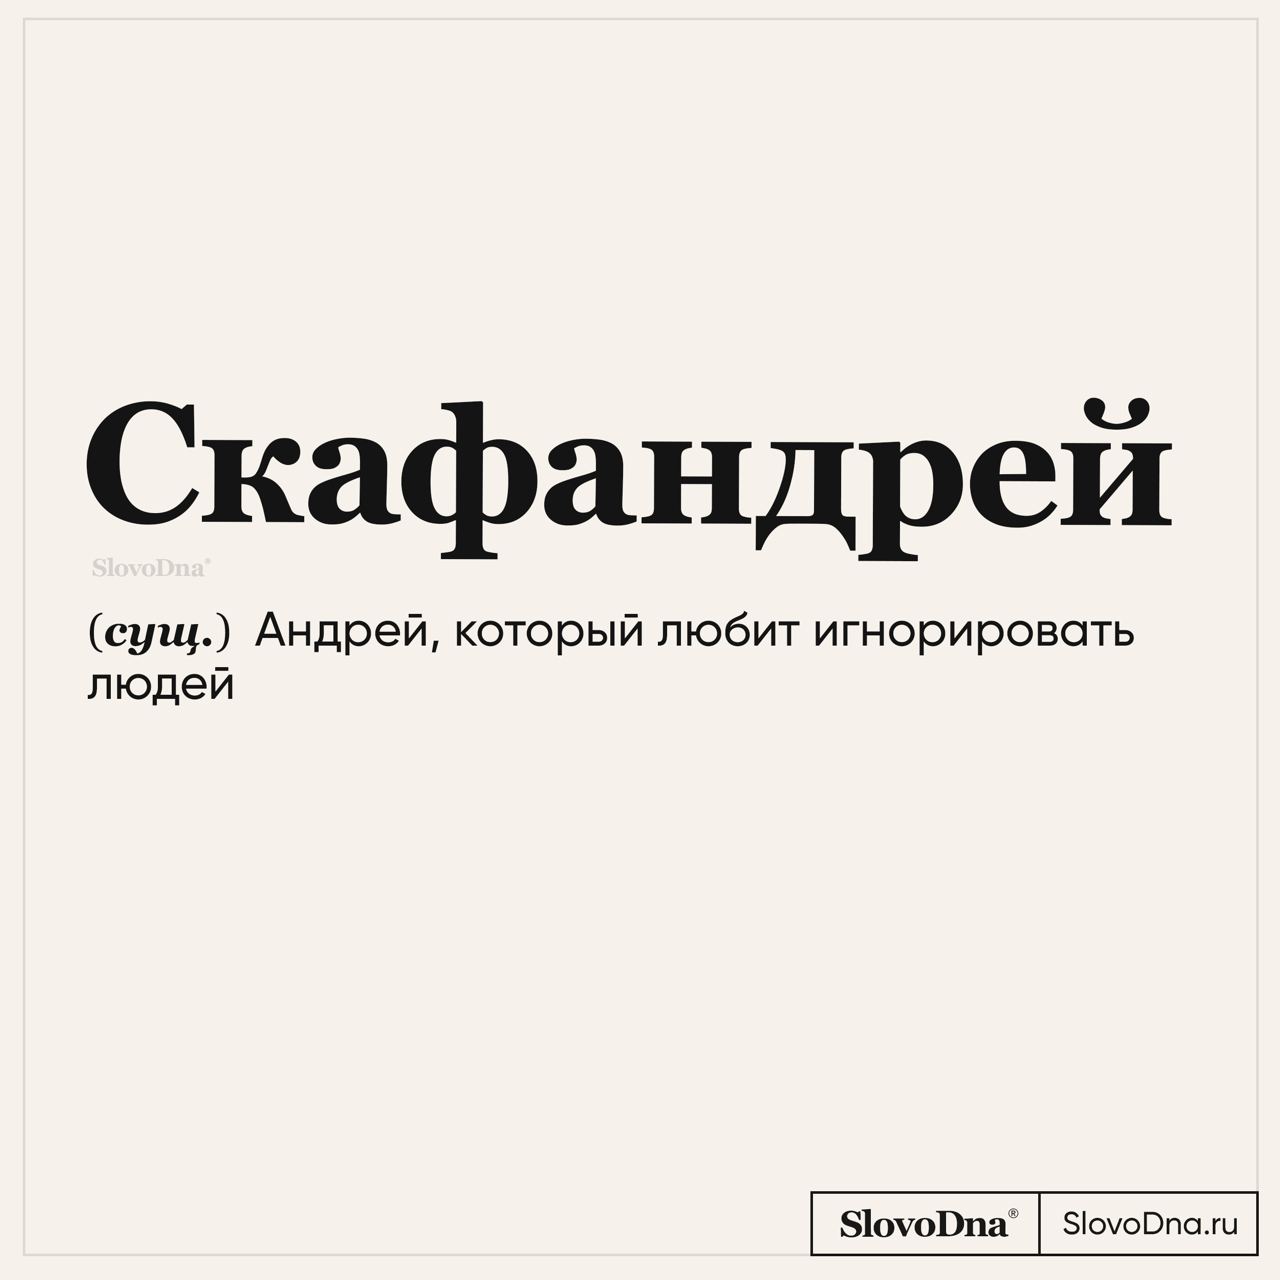 Скафандрей
SlovoDna®
(сущ.) Андрей, который любит игнорировать
людей
SlovoDna® SlovoDna.ru